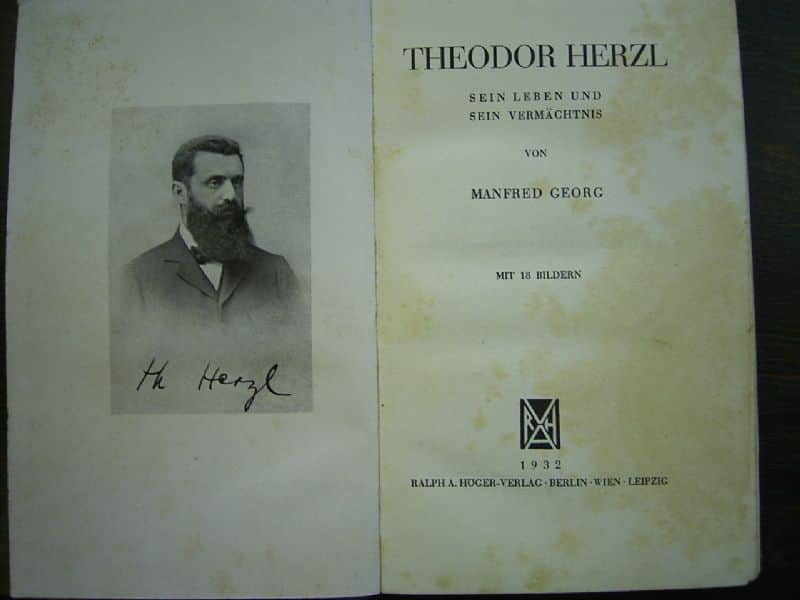 Th Herzl
THEODOR HERZL
SEIN LEBEN UND
SEIN VERMÄCHTNIS
VON
MANFRED GEORG
MIT 18 BILDERN
1932
RALPH A. HÖGER-VERLAG · BERLIN · WIEN · LEIPZIG